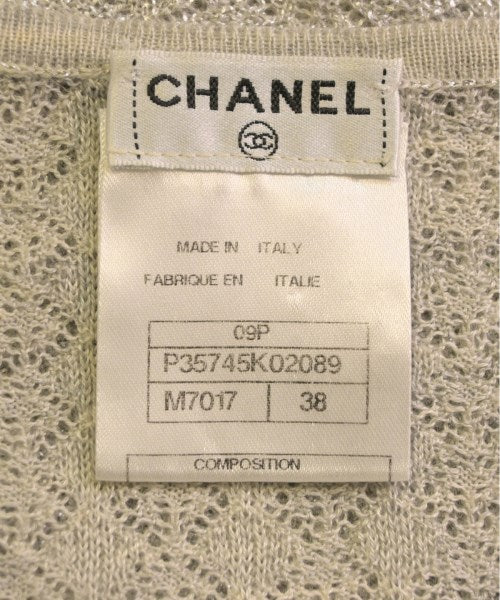 CHANEL
MADE IN ITALY
FABRIQUE EN ITALIE
09P
P35745K02089
M7017 38
COMPOSITION